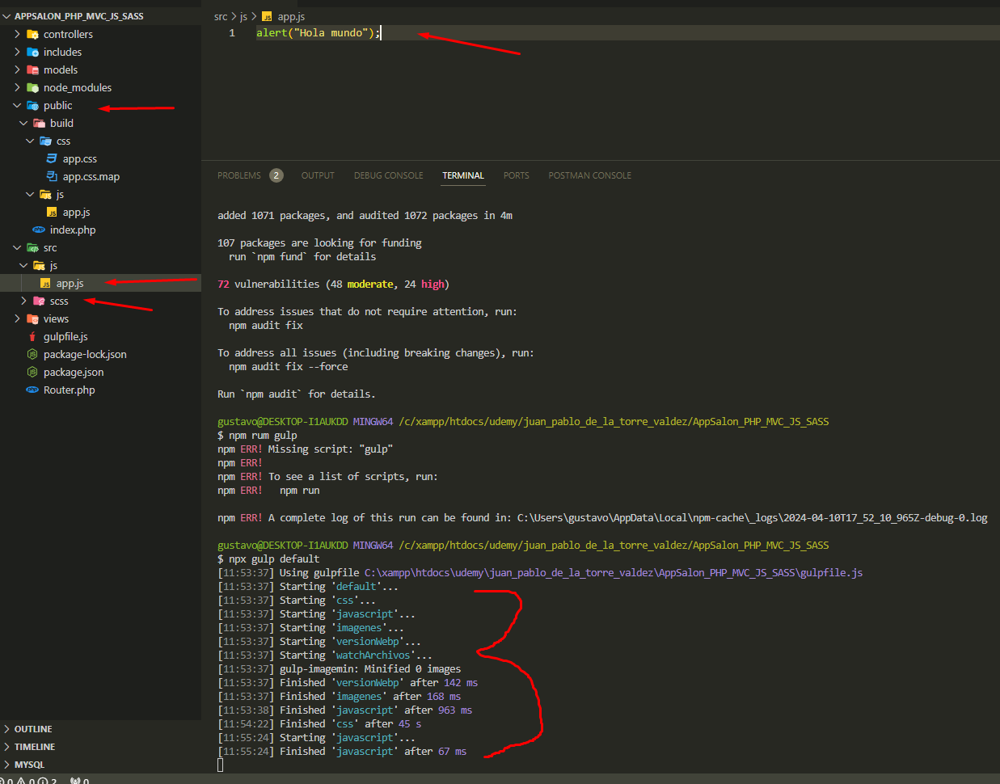 APPSALON_PHP_MVC_JS_SASS
controllers
includes
models
node_modules
public
build
css
app.css
app.css.map
js
app.js
index.php
src
js
app.js
scss
views
gulpfile.js
package-lock.json
package.json
Router.php
OUTLINE
TIMELINE
MYSQL
src > js > JS app.js
1 alert("Hola mundo");
PROBLEMS 2 OUTPUT DEBUG CONSOLE TERMINAL PORTS POSTMAN CONSOLE
added 1071 packages, and audited 1072 packages in 4m
107 packages are looking for funding
run `npm fund` for details
72 vulnerabilities (48 moderate, 24 high)
To address issues that do not require attention, run:
npm audit fix
To address all issues (including breaking changes), run:
npm audit fix --force
Run `npm audit` for details.
gustavo@DESKTOP-I1AUKDD MINGW64 /c/xampp/htdocs/udemy/juan_pablo_de_la_torre_valdez/AppSalon_PHP_MVC_JS_SASS
$ npm rum gulp
npm ERR! Missing script: "gulp"
npm ERR!
npm ERR! To see a list of scripts, run:
npm ERR!   npm run
npm ERR! A complete log of this run can be found in: C:\Users\gustavo\AppData\Local\npm-cache\_logs\2024-04-10T17_52_10_965Z-debug-0.log
gustavo@DESKTOP-I1AUKDD MINGW64 /c/xampp/htdocs/udemy/juan_pablo_de_la_torre_valdez/AppSalon_PHP_MVC_JS_SASS
$ npx gulp default
[11:53:37] Using gulpfile C:\xampp\htdocs\udemy\juan_pablo_de_la_torre_valdez\AppSalon_PHP_MVC_JS_SASS\gulpfile.js
[11:53:37] Starting 'default'...
[11:53:37] Starting 'css'...
[11:53:37] Starting 'javascript'...
[11:53:37] Starting 'imagenes'...
[11:53:37] Starting 'versionWebp'...
[11:53:37] Starting 'watchArchivos'...
[11:53:37] gulp-imagemin: Minified 0 images
[11:53:37] Finished 'versionWebp' after 142 ms
[11:53:37] Finished 'imagenes' after 168 ms
[11:53:38] Finished 'javascript' after 963 ms
[11:54:22] Finished 'css' after 45 s
[11:55:24] Starting 'javascript'...
[11:55:24] Finished 'javascript' after 67 ms